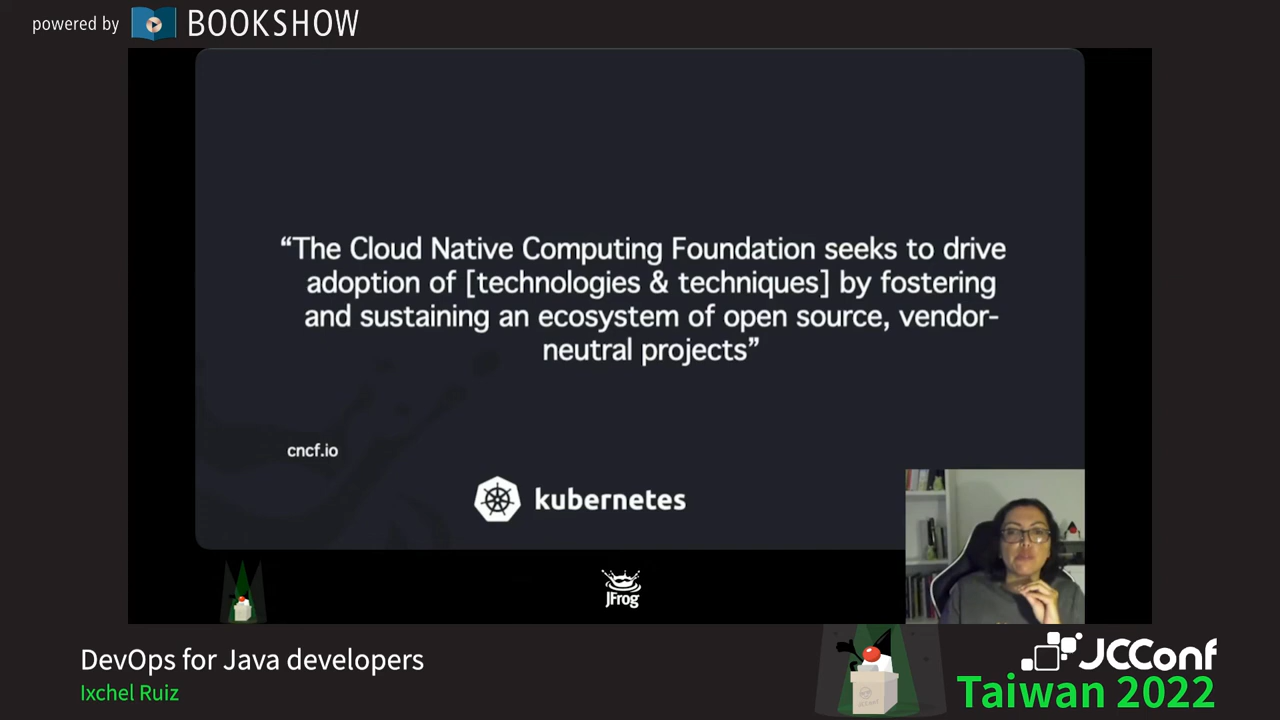 powered by BOOKSHOW
“The Cloud Native Computing Foundation seeks to drive
adoption of [technologies & techniques] by fostering
and sustaining an ecosystem of open source, vendor-
neutral projects”
cncf.io
kubernetes
JFrog
DevOps for Java developers
Ixchel Ruiz
JCConf
Taiwan 2022